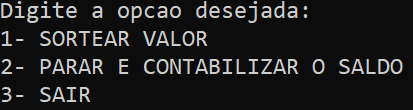 Digite a opcao desejada:
1- SORTEAR VALOR
2- PARAR E CONTABILIZAR O SALDO
3- SAIR